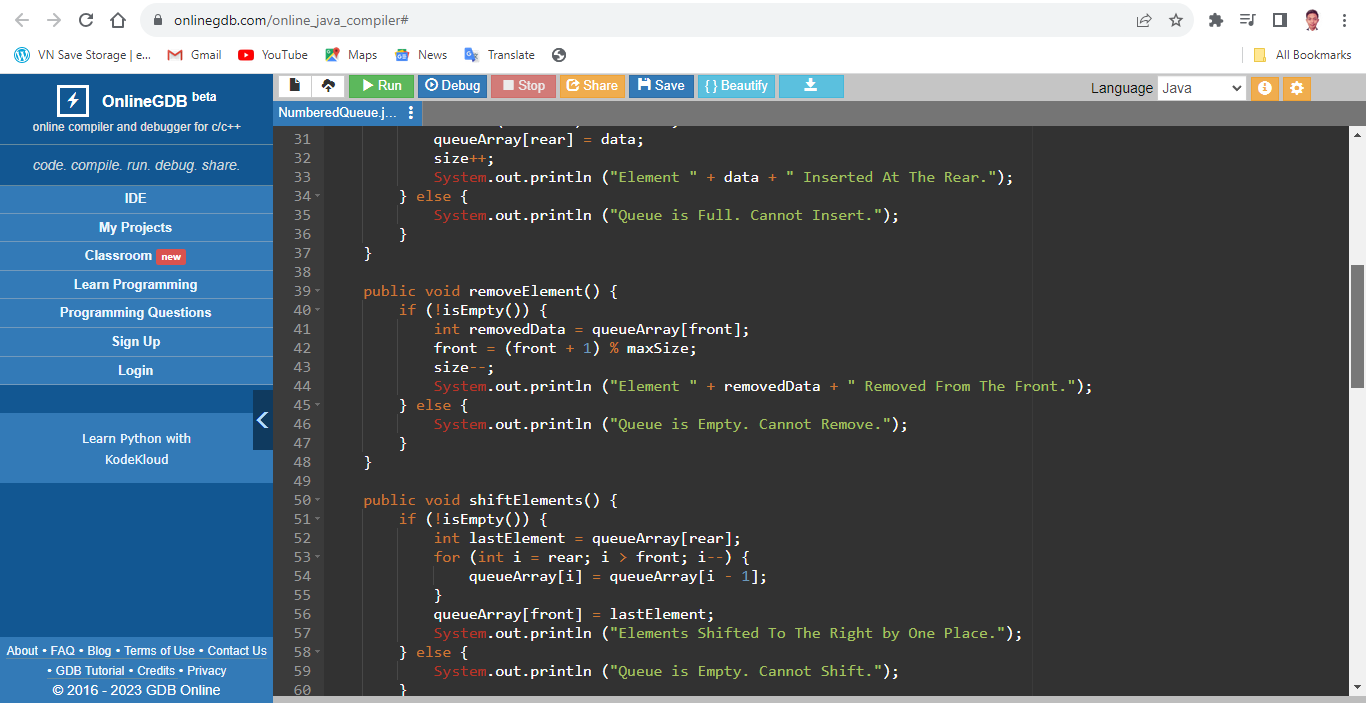 onlinegdb.com/online_java_compiler#
VN Save Storage | e...
Gmail
YouTube
Maps
News
Translate
All Bookmarks
OnlineGDB beta
online compiler and debugger for c/c++
code. compile. run. debug. share.
IDE
My Projects
Classroom new
Learn Programming
Programming Questions
Sign Up
Login
Learn Python with
KodeKloud
About • FAQ • Blog • Terms of Use • Contact Us
• GDB Tutorial • Credits • Privacy
© 2016 - 2023 GDB Online
Run
Debug
Stop
Share
Save
{ } Beautify
Language Java
NumberedQueue.j...
31 queueArray[rear] = data;
32 size++;
33 System.out.println ("Element " + data + " Inserted At The Rear.");
34 } else {
35 System.out.println ("Queue is Full. Cannot Insert.");
36 }
37 }
38
39 public void removeElement() {
40 if (!isEmpty()) {
41 int removedData = queueArray[front];
42 front = (front + 1) % maxSize;
43 size--;
44 System.out.println ("Element " + removedData + " Removed From The Front.");
45 } else {
46 System.out.println ("Queue is Empty. Cannot Remove.");
47 }
48 }
49
50 public void shiftElements() {
51 if (!isEmpty()) {
52 int lastElement = queueArray[rear];
53 for (int i = rear; i > front; i--) {
54 queueArray[i] = queueArray[i - 1];
55 }
56 queueArray[front] = lastElement;
57 System.out.println ("Elements Shifted To The Right by One Place.");
58 } else {
59 System.out.println ("Queue is Empty. Cannot Shift.");
60 }